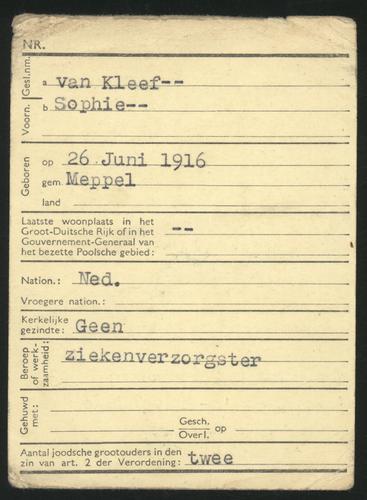 NR.
Gesl.nm. a van Kleef--
Voorn. b Sophie--
Geboren op 26 Juni 1916
gem. Meppel
land
Laatste woonplaats in het
Groot-Duitsche Rijk of in het --
Gouvernement-Generaal van
het bezette Poolsche gebied:
Nation.: Ned.
Vroegere nation.:
Kerkelijke
gezindte: Geen
Beroep of werk-zaamheid: ziekenverzorgster
Gehuwd met:
Gesch.
Overl. op
Aantal joodsche grootouders in den
zin van art. 2 der Verordening: twee